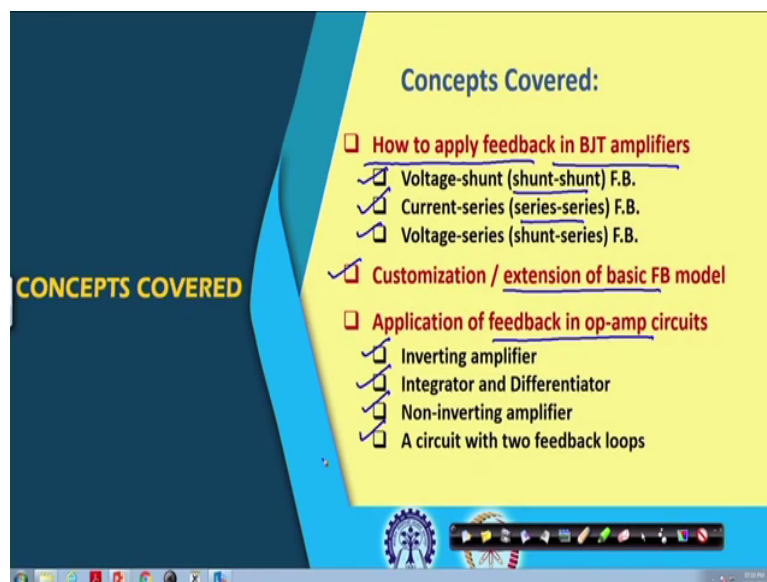 Concepts Covered:
How to apply feedback in BJT amplifiers
Voltage-shunt (shunt-shunt) F.B.
Current-series (series-series) F.B.
Voltage-series (shunt-series) F.B.
CONCEPTS COVERED
Customization / extension of basic FB model
Application of feedback in op-amp circuits
Inverting amplifier
Integrator and Differentiator
Non-inverting amplifier
A circuit with two feedback loops